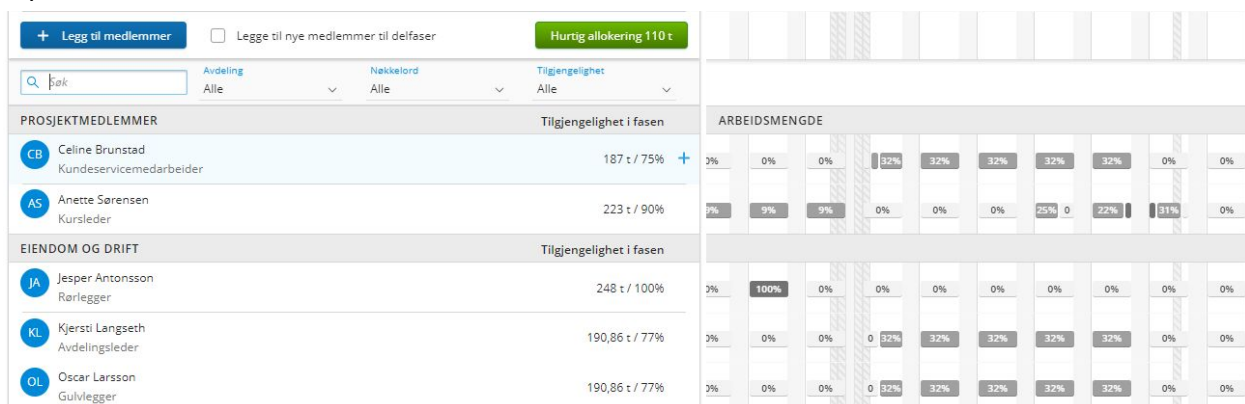 + Legg til medlemmer Legge til nye medlemmer til delfaser Hurtig allokering 110 t
Søk Avdeling Alle Nøkkelord Alle Tilgjengelighet Alle
PROSJEKTMEDLEMMER Tilgjengelighet i fasen ARBEIDSMENGDE
CB Celine Brunstad 187 t / 75% + 0% 0% 32% 32% 32% 32% 32% 0% 0%
Kundeservicemedarbeider
AS Anette Sørensen 223 t / 90% 9% 9% 0% 0% 0% 25% 0 22% 31% 0%
Kursleder
EIENDOM OG DRIFT Tilgjengelighet i fasen
JA Jesper Antonsson 248 t / 100% 100% 0% 0% 0% 0% 0% 0% 0% 0%
Rørlegger
KL Kjersti Langseth 190,86 t / 77% 0% 0% 0 32% 32% 32% 32% 32% 0% 0%
Avdelingsleder
OL Oscar Larsson 190,86 t / 77% 0% 0% 0 32% 32% 32% 32% 32% 0% 0%
Gulvlegger